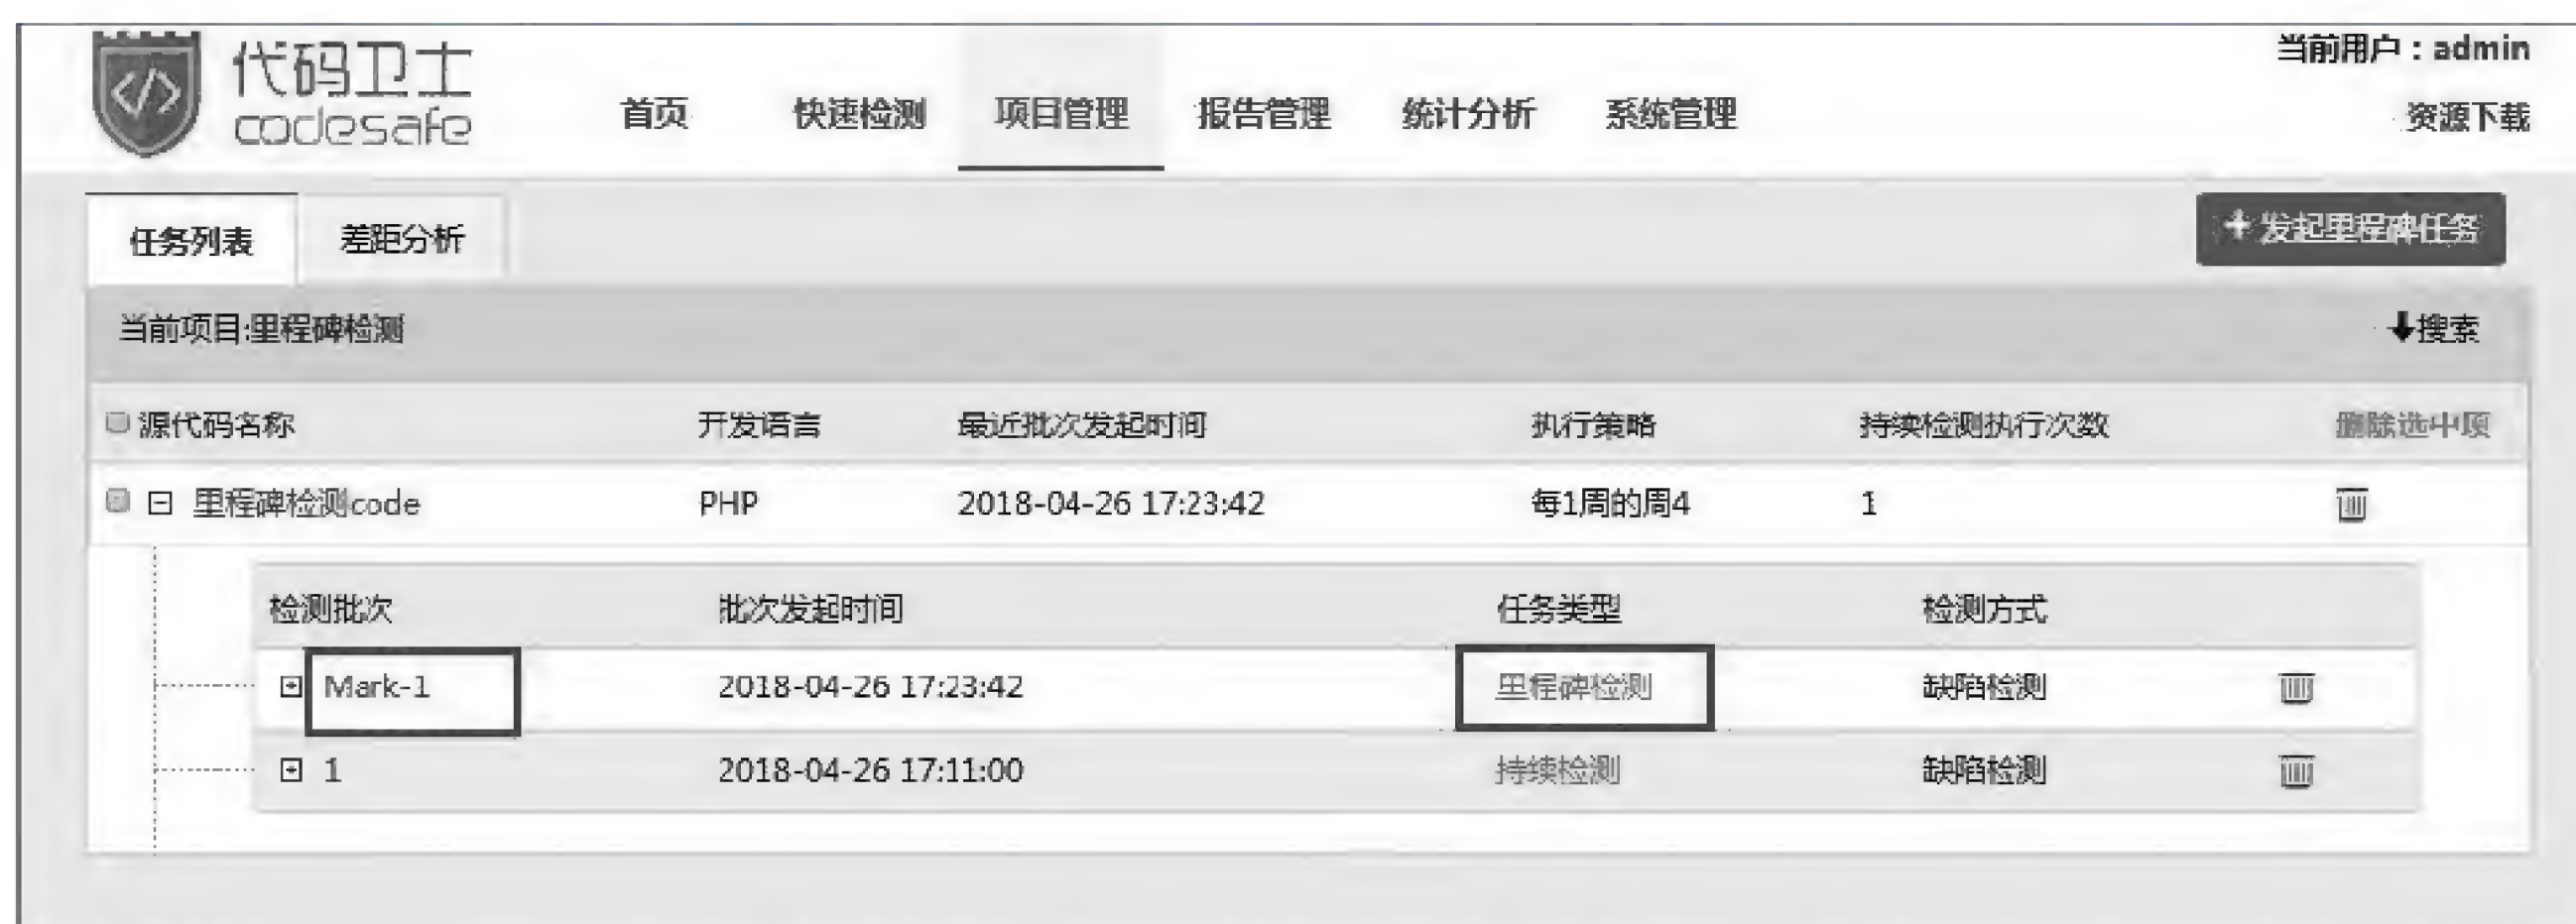 代码卫士
codesafe
当前用户：admin
首页 快速检测 项目管理 报告管理 统计分析 系统管理 资源下载
任务列表 差距分析 +发起里程碑任务
当前项目:里程碑检测 搜索
源代码名称 开发语言 最近批次发起时间 执行策略 持续检测执行次数 删除选中项
里程碑检测code PHP 2018-04-26 17:23:42 每1周的周4 1
检测批次 批次发起时间 任务类型 检测方式
Mark-1 2018-04-26 17:23:42 里程碑检测 缺陷检测
1 2018-04-26 17:11:00 持续检测 缺陷检测